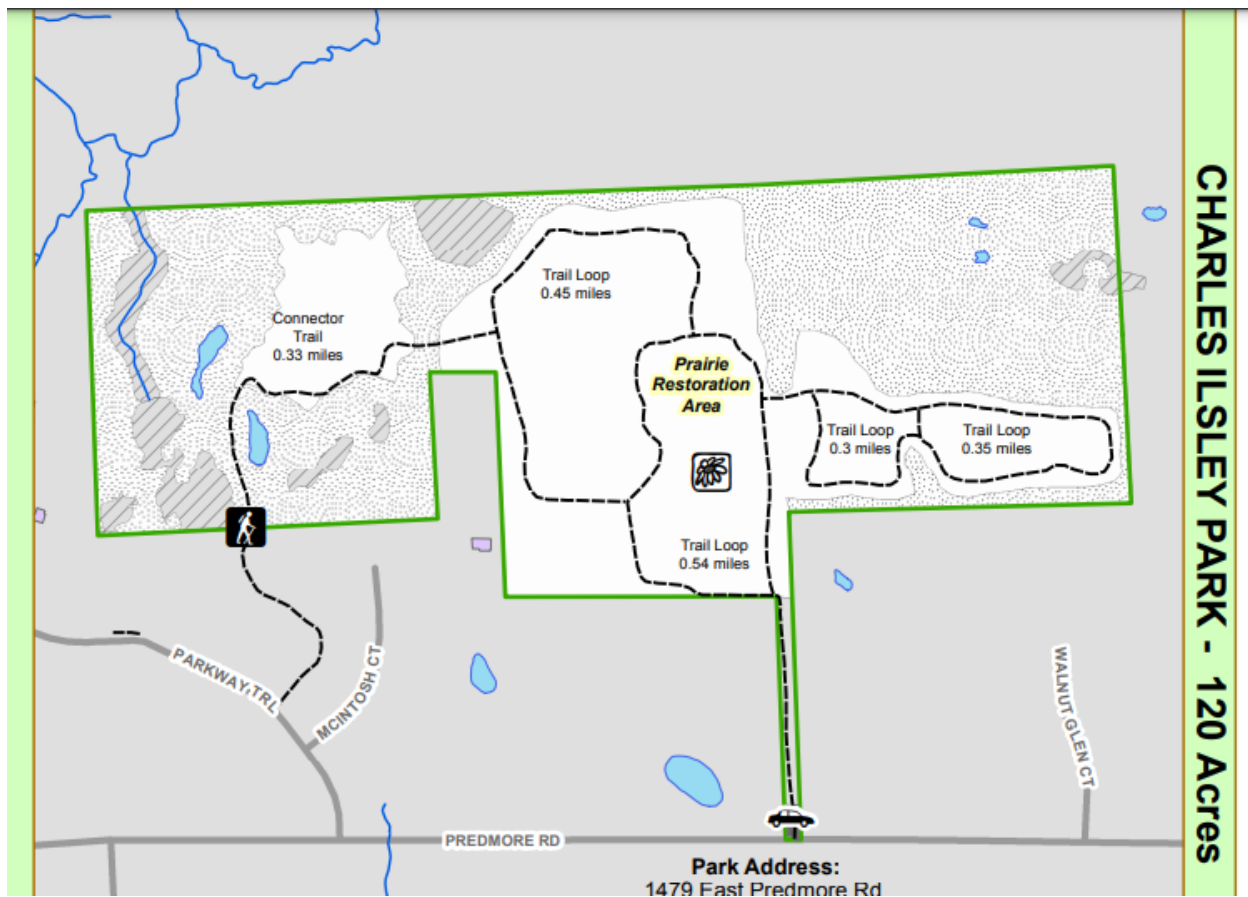 CHARLES ILSLEY PARK - 120 Acres
Trail Loop
0.45 miles
Connector
Trail
0.33 miles
Prairie
Restoration
Area
Trail Loop
0.3 miles
Trail Loop
0.35 miles
Trail Loop
0.54 miles
PARKWAY TRL
MCINTOSH CT
WALNUT GLEN CT
PREDMORE RD
Park Address:
1479 East Predmore Rd